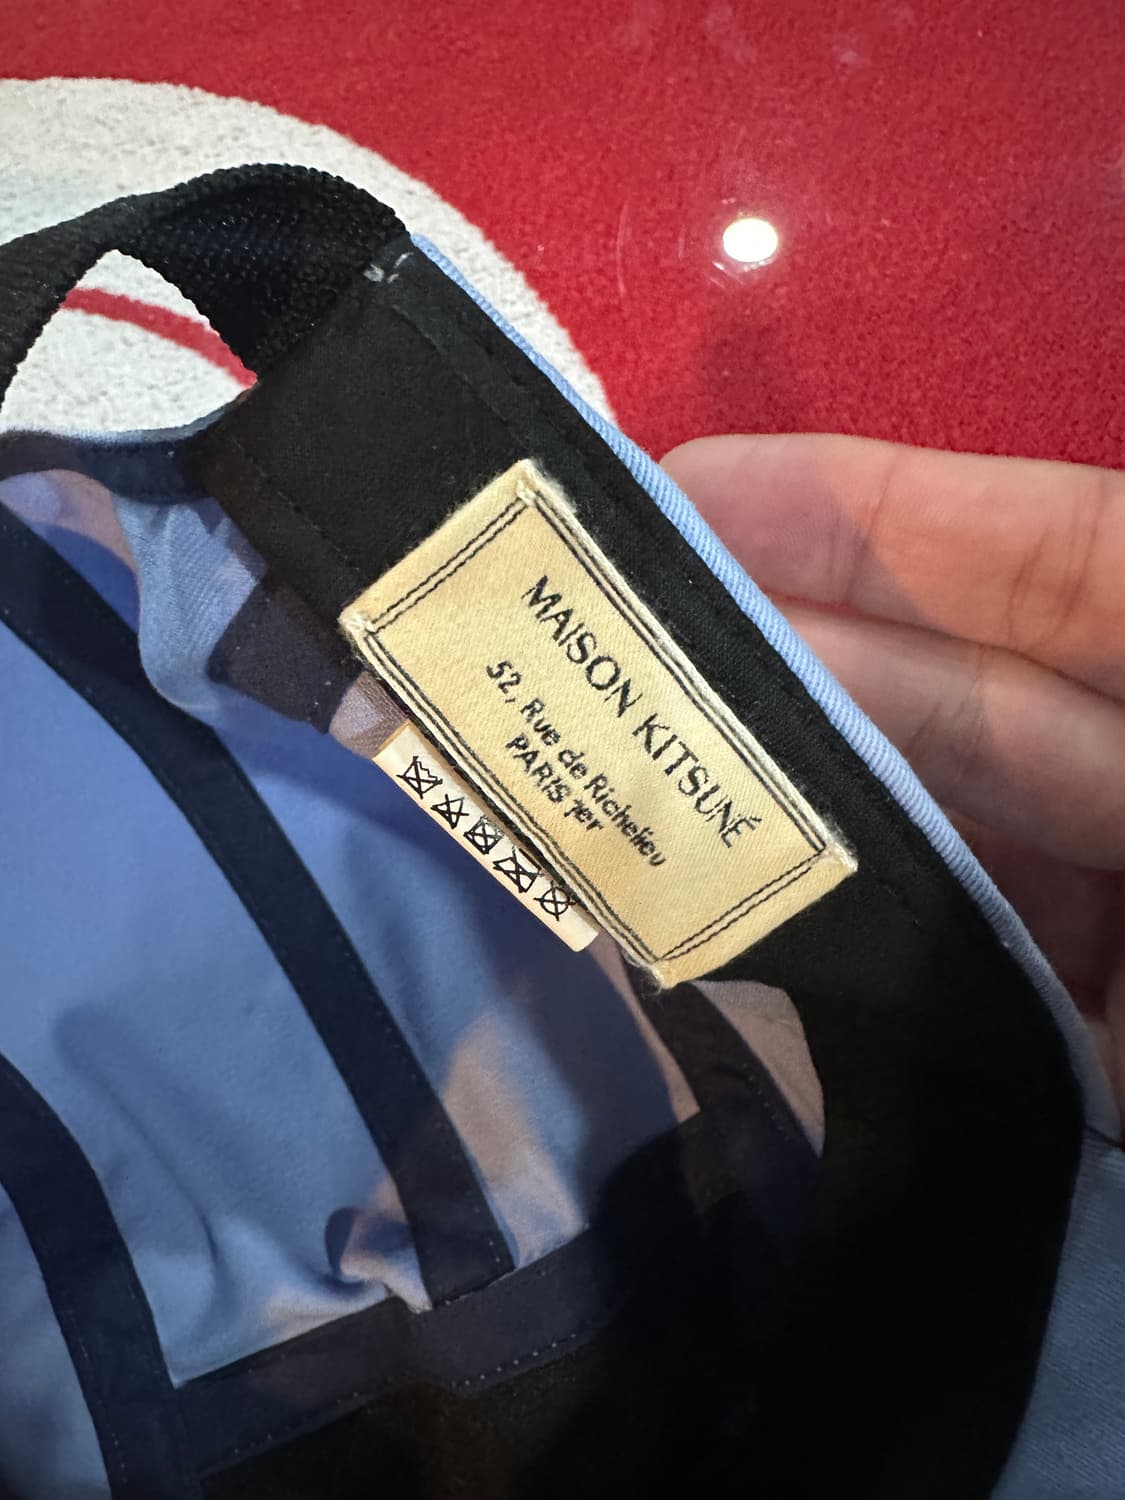 MAISON KITSUNÉ
52, Rue de Richelieu
PARIS 1er